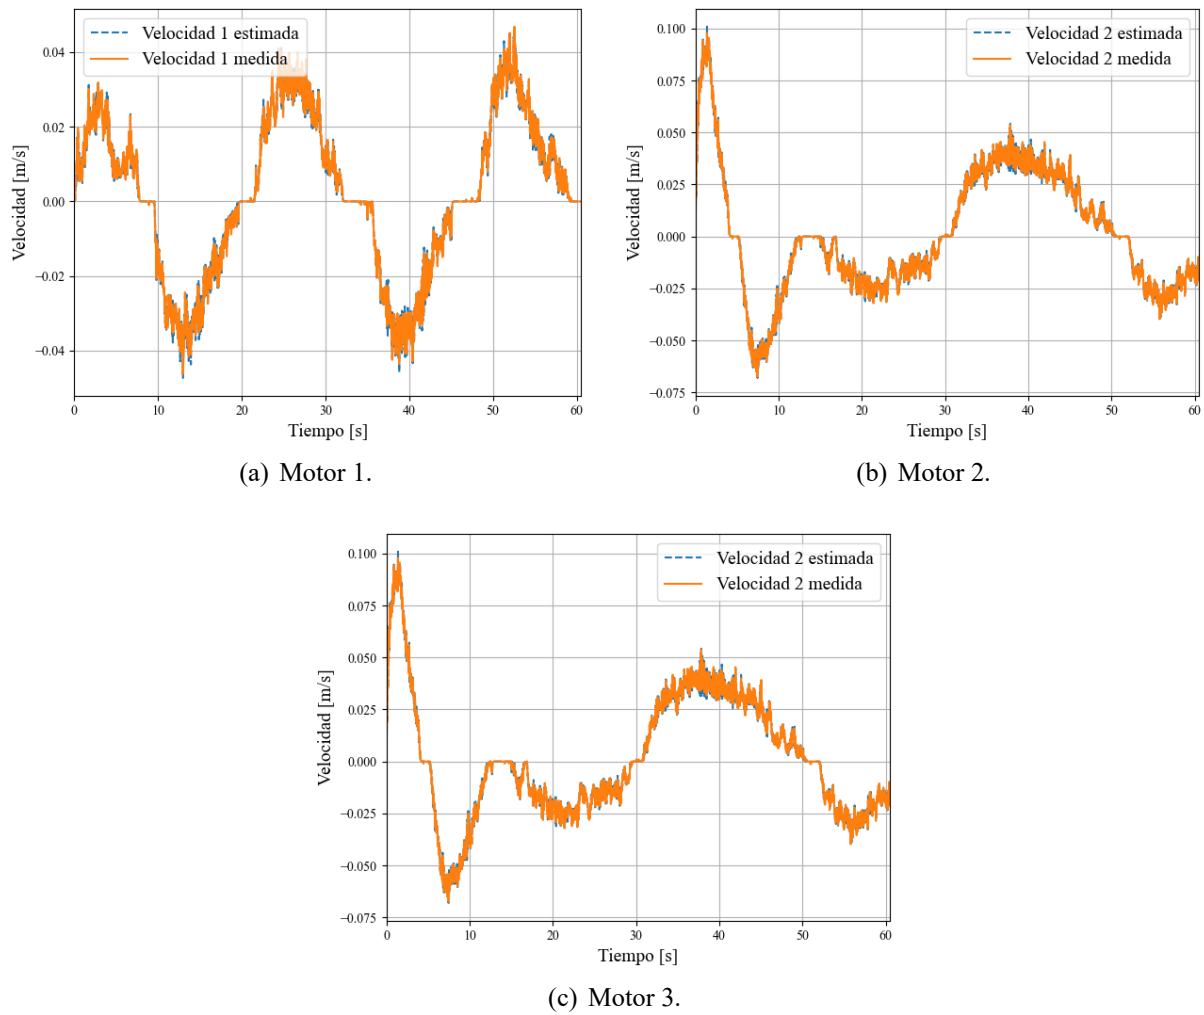 Velocidad 1 estimada
Velocidad 1 medida
Velocidad [m/s]
0.04
0.02
0.00
−0.02
−0.04
0 10 20 30 40 50 60
Tiempo [s]
(a) Motor 1.
Velocidad 2 estimada
Velocidad 2 medida
Velocidad [m/s]
0.100
0.075
0.050
0.025
0.000
−0.025
−0.050
−0.075
0 10 20 30 40 50 60
Tiempo [s]
(b) Motor 2.
Velocidad 2 estimada
Velocidad 2 medida
Velocidad [m/s]
0.100
0.075
0.050
0.025
0.000
−0.025
−0.050
−0.075
0 10 20 30 40 50 60
Tiempo [s]
(c) Motor 3.